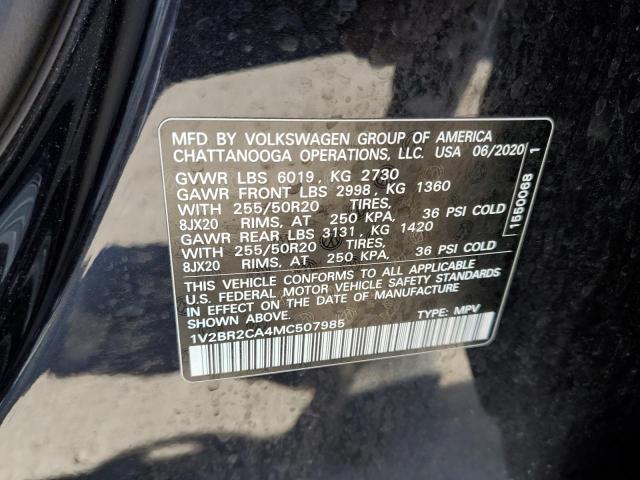 MFD BY VOLKSWAGEN GROUP OF AMERICA
CHATTANOOGA OPERATIONS, LLC. USA 06/2020
GVWR LBS 6019, KG 2730
GAWR FRONT LBS 2998, KG 1360
WITH 255/50R20 TIRES,
8JX20 RIMS, AT 250 KPA, 36 PSI COLD
GAWR REAR LBS 3131, KG 1420
WITH 255/50R20 TIRES,
8JX20 RIMS, AT 250 KPA, 36 PSI COLD
THIS VEHICLE CONFORMS TO ALL APPLICABLE
U.S. FEDERAL MOTOR VEHICLE SAFETY STANDARDS
IN EFFECT ON THE DATE OF MANUFACTURE
SHOWN ABOVE
1V2BR2CA4MC507985 TYPE: MPV
1550068 1